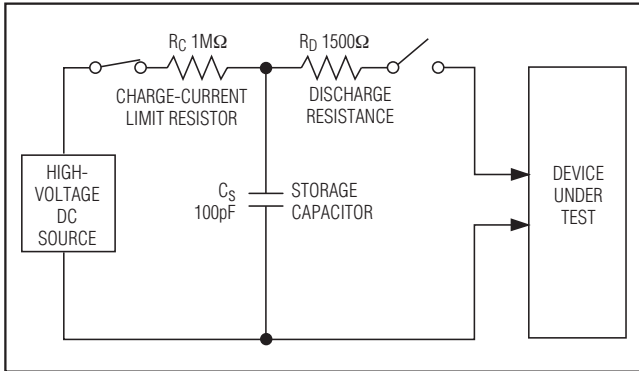 R_C 1MΩ
CHARGE-CURRENT
LIMIT RESISTOR
R_D 1500Ω
DISCHARGE
RESISTANCE
HIGH-
VOLTAGE
DC
SOURCE
C_S
100pF
STORAGE
CAPACITOR
DEVICE
UNDER
TEST